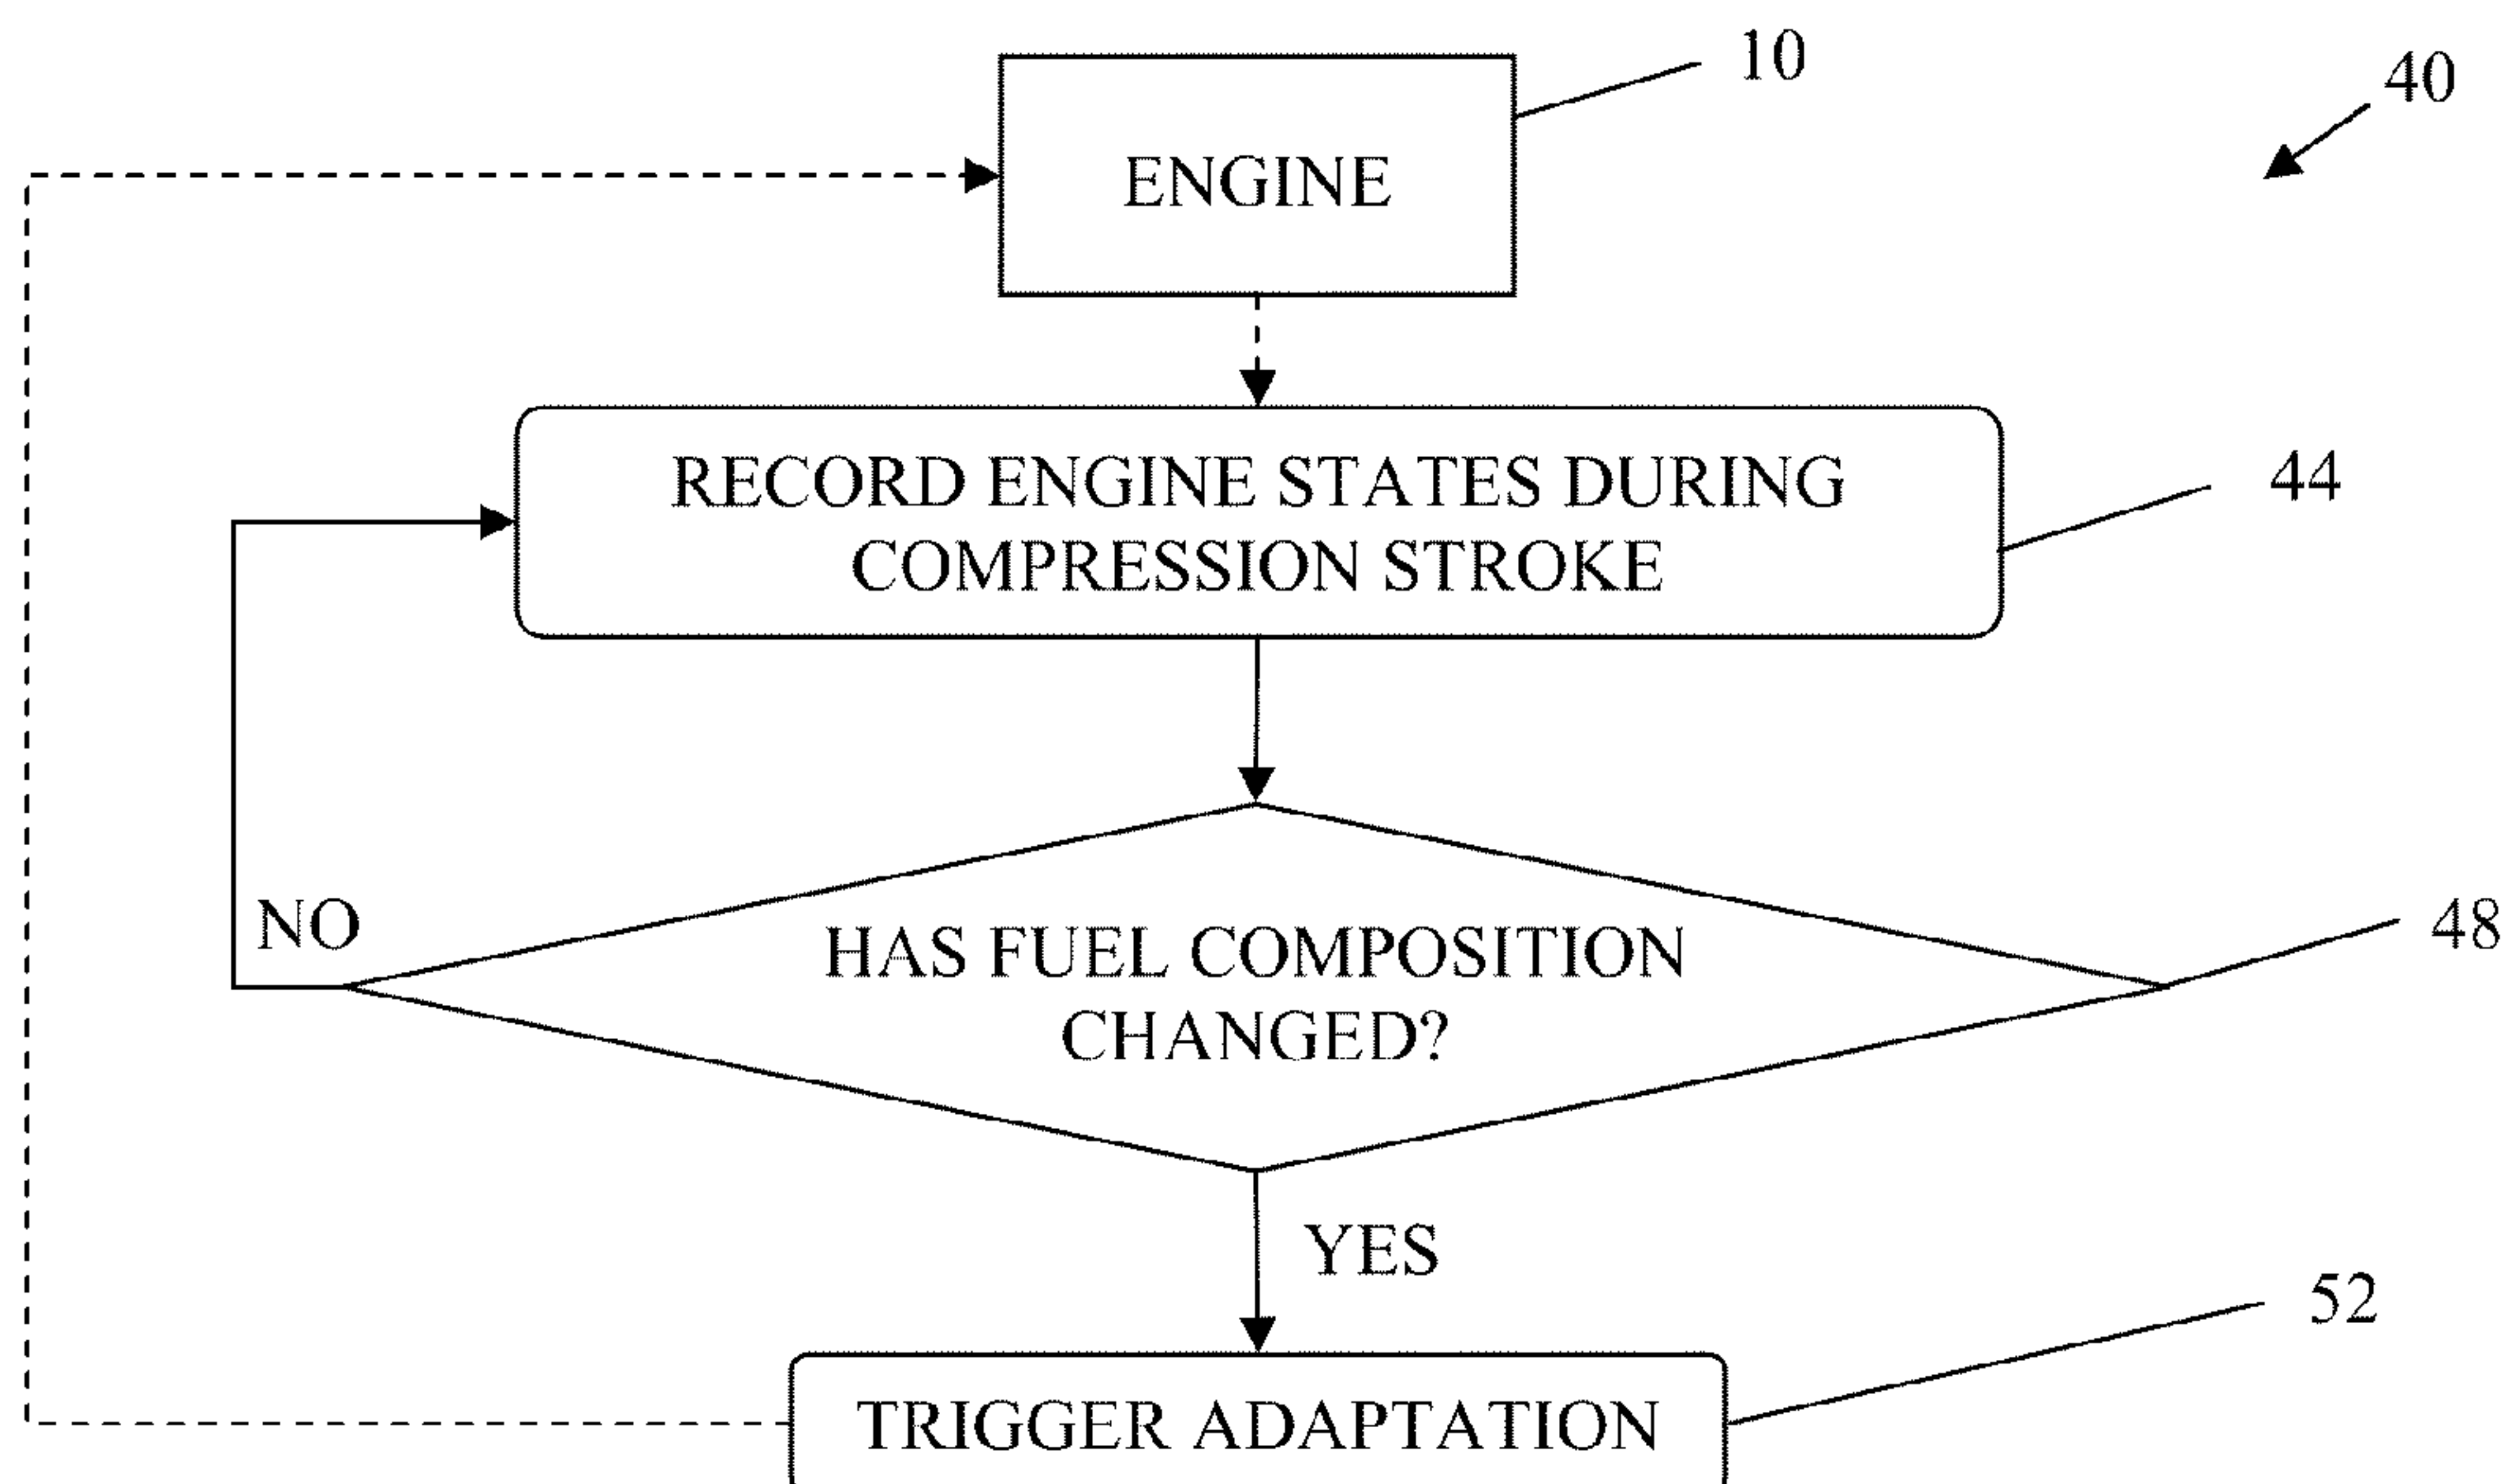 10
40
ENGINE
RECORD ENGINE STATES DURING
COMPRESSION STROKE
44
NO
HAS FUEL COMPOSITION
CHANGED?
48
YES
52
TRIGGER ADAPTATION